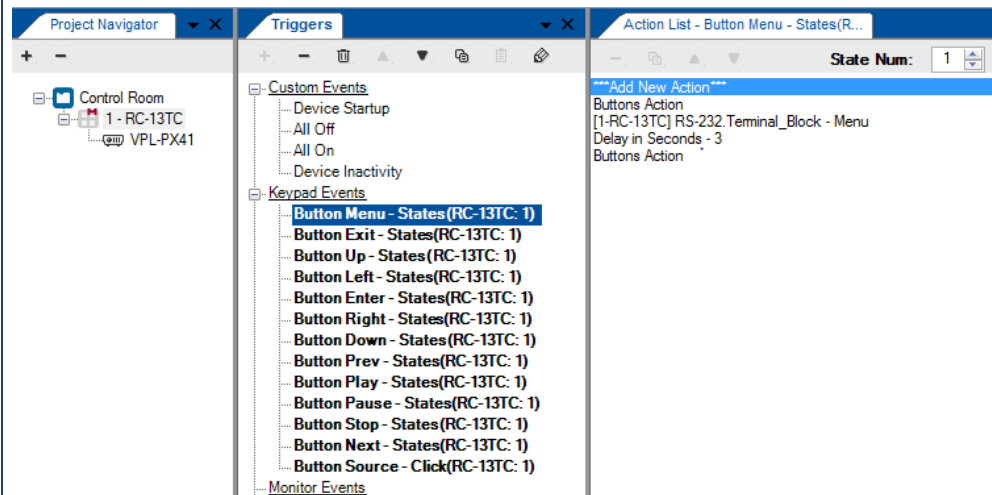 Project Navigator
Control Room
1 - RC-13TC
VPL-PX41
Triggers
Custom Events
Device Startup
All Off
All On
Device Inactivity
Keypad Events
Button Menu - States(RC-13TC: 1)
Button Exit - States(RC-13TC: 1)
Button Up - States(RC-13TC: 1)
Button Left - States(RC-13TC: 1)
Button Enter - States(RC-13TC: 1)
Button Right - States(RC-13TC: 1)
Button Down - States(RC-13TC: 1)
Button Prev - States(RC-13TC: 1)
Button Play - States(RC-13TC: 1)
Button Pause - States(RC-13TC: 1)
Button Stop - States(RC-13TC: 1)
Button Next - States(RC-13TC: 1)
Button Source - Click(RC-13TC: 1)
Monitor Events
Action List - Button Menu - States(R...
State Num: 1
***Add New Action***
Buttons Action
[1-RC-13TC] RS-232.Terminal_Block - Menu
Delay in Seconds - 3
Buttons Action